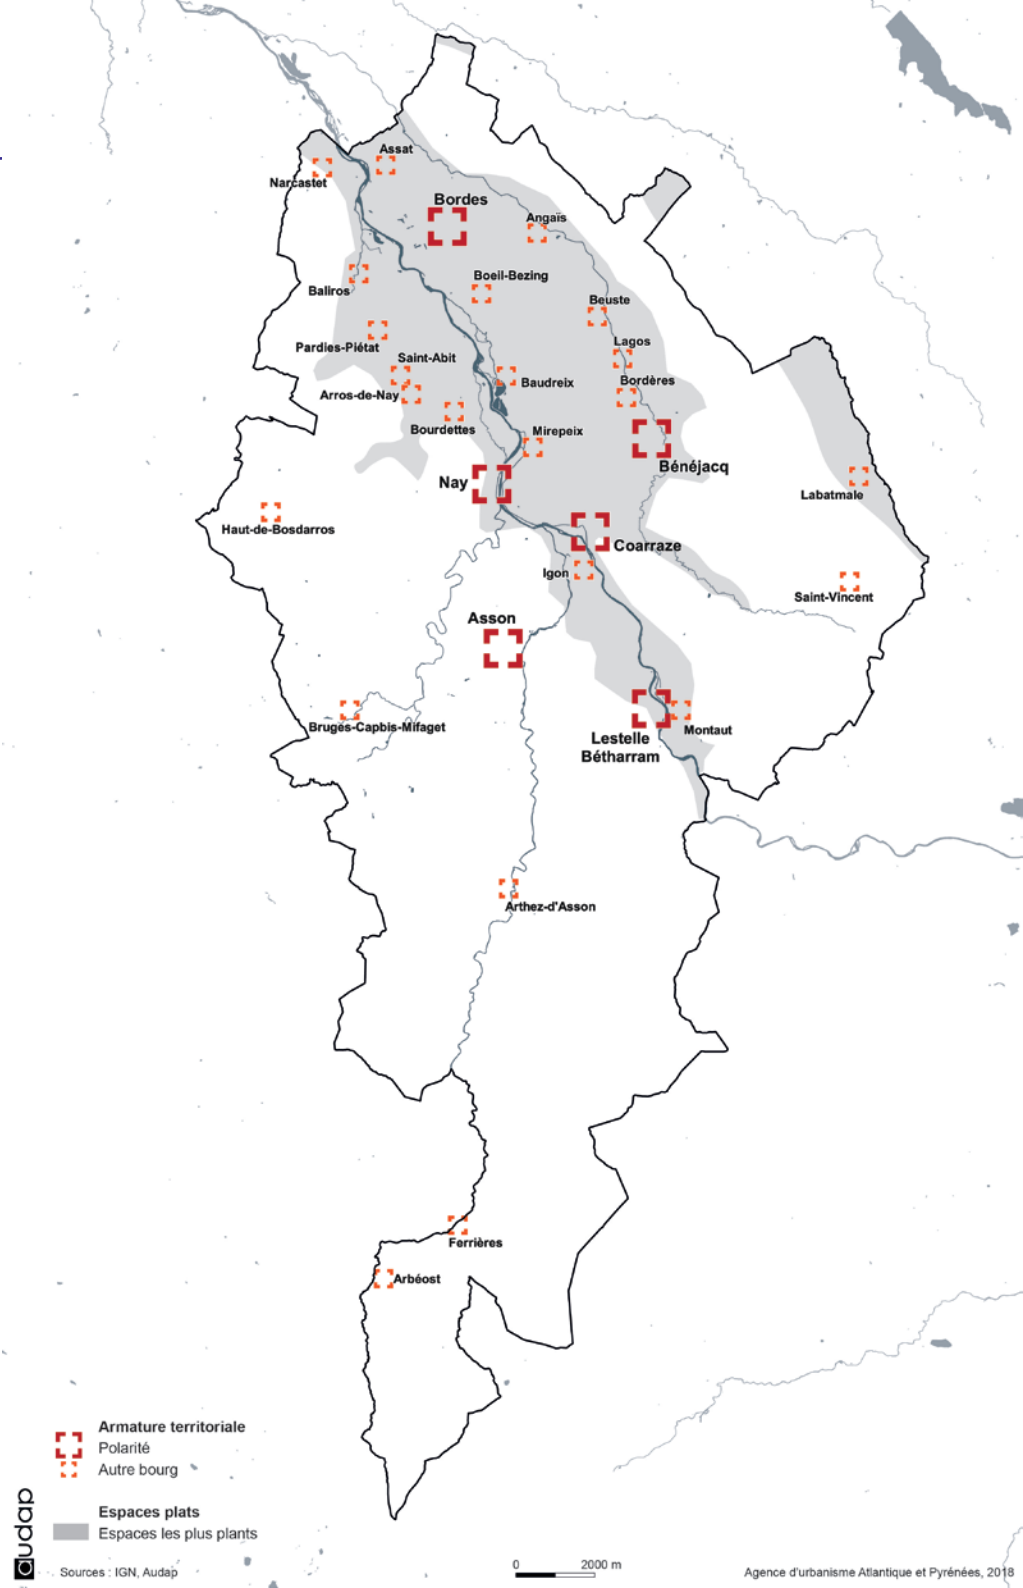 Assat
Narcastet
Bordes
Angaïs
Boeil-Bezing
Baliros
Beuste
Pardies-Piétat
Lagos
Saint-Abit
Bordères
Baudreix
Arros-de-Nay
Bourdettes
Mirepeix
Bénéjacq
Nay
Labatmale
Haut-de-Bosdarros
Coarraze
Igon
Saint-Vincent
Asson
Bruges-Capbis-Mifaget
Montaut
Lestelle
Bétharram
Arthez-d'Asson
Ferrières
Arbéost
Armature territoriale
Polarité
Autre bourg
Espaces plats
Espaces les plus plants
audap
Sources : IGN, Audap
0 2000 m
Agence d'urbanisme Atlantique et Pyrénées, 2018